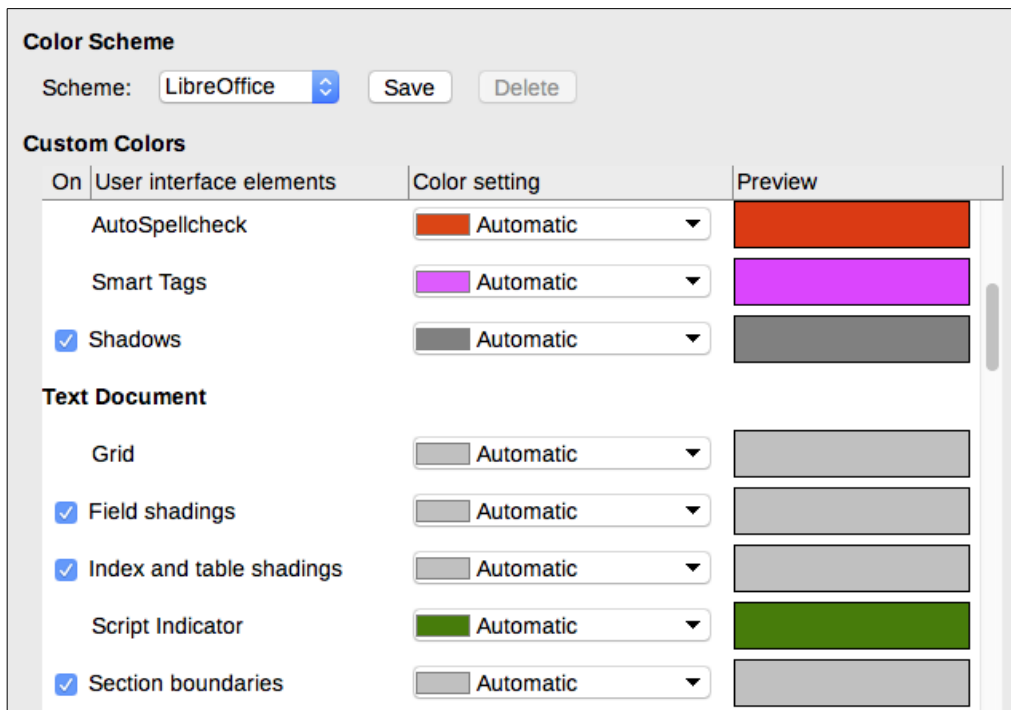 Color Scheme
Scheme: LibreOffice Save Delete
Custom Colors
On User interface elements Color setting Preview
AutoSpellcheck Automatic
Smart Tags Automatic
Shadows Automatic
Text Document
Grid Automatic
Field shadings Automatic
Index and table shadings Automatic
Script Indicator Automatic
Section boundaries Automatic